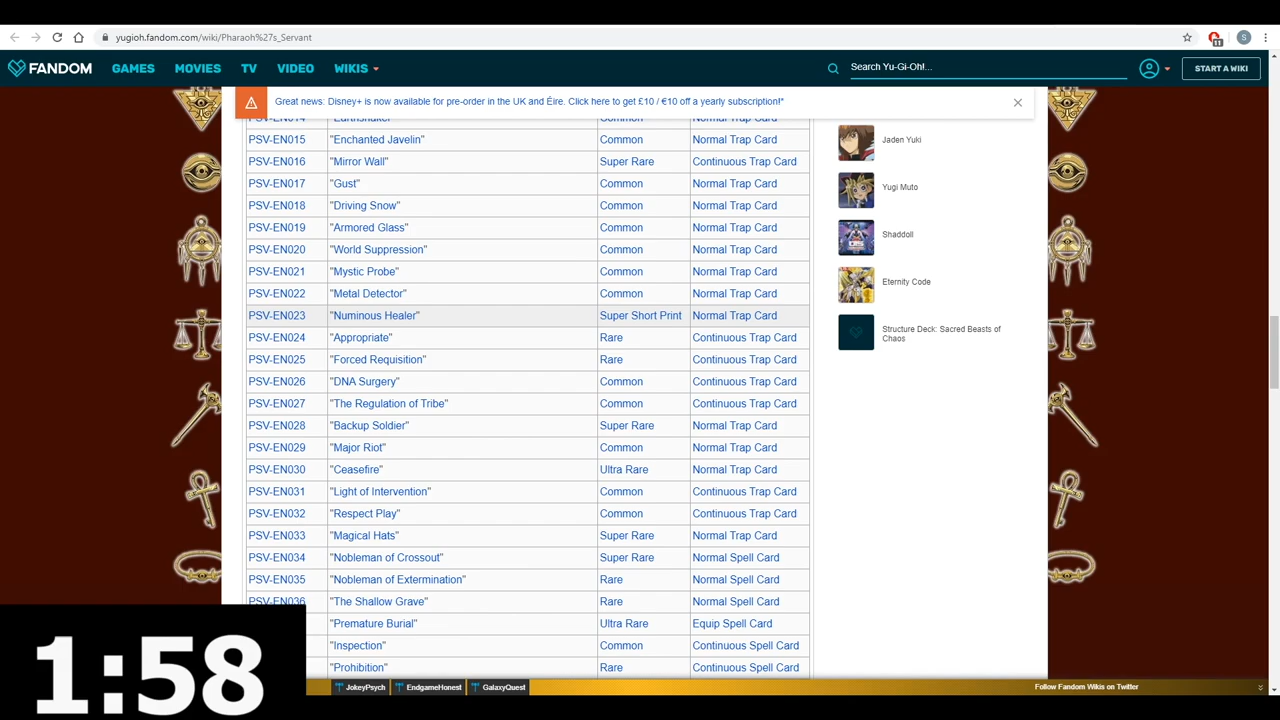 yugioh.fandom.com/wiki/Pharaoh%27s_Servant
11
S
FANDOM GAMES MOVIES TV VIDEO WIKIS Search Yu-Gi-Oh!... START A WIKI
Great news: Disney+ is now available for pre-order in the UK and Éire. Click here to get £10 / €10 off a yearly subscription!*
PSV-EN014 "Earthshaker" Common Normal Trap Card
PSV-EN015 "Enchanted Javelin" Common Normal Trap Card
PSV-EN016 "Mirror Wall" Super Rare Continuous Trap Card
PSV-EN017 "Gust" Common Normal Trap Card
PSV-EN018 "Driving Snow" Common Normal Trap Card
PSV-EN019 "Armored Glass" Common Normal Trap Card
PSV-EN020 "World Suppression" Common Normal Trap Card
PSV-EN021 "Mystic Probe" Common Normal Trap Card
PSV-EN022 "Metal Detector" Common Normal Trap Card
PSV-EN023 "Numinous Healer" Super Short Print Normal Trap Card
PSV-EN024 "Appropriate" Rare Continuous Trap Card
PSV-EN025 "Forced Requisition" Rare Continuous Trap Card
PSV-EN026 "DNA Surgery" Common Continuous Trap Card
PSV-EN027 "The Regulation of Tribe" Common Continuous Trap Card
PSV-EN028 "Backup Soldier" Super Rare Normal Trap Card
PSV-EN029 "Major Riot" Common Normal Trap Card
PSV-EN030 "Ceasefire" Ultra Rare Normal Trap Card
PSV-EN031 "Light of Intervention" Common Continuous Trap Card
PSV-EN032 "Respect Play" Common Continuous Trap Card
PSV-EN033 "Magical Hats" Super Rare Normal Trap Card
PSV-EN034 "Nobleman of Crossout" Super Rare Normal Spell Card
PSV-EN035 "Nobleman of Extermination" Rare Normal Spell Card
PSV-EN036 "The Shallow Grave" Rare Normal Spell Card
"Premature Burial" Ultra Rare Equip Spell Card
"Inspection" Common Continuous Spell Card
"Prohibition" Rare Continuous Spell Card
Jaden Yuki
Yugi Muto
Shaddoll
Eternity Code
Structure Deck: Sacred Beasts of
Chaos
1:58
JokeyPsych EndgameHonest GalaxyQuest Follow Fandom Wikis on Twitter